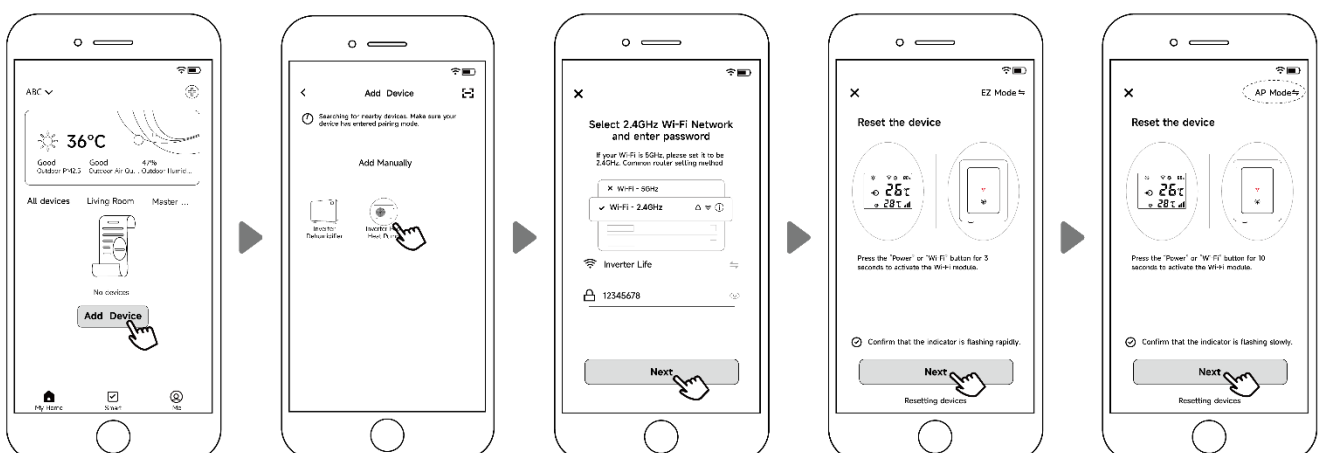 ABC
36°C
Good Good 47%
Outdoor PM2.5 Outdoor Air Qu... Outdoor Humid...
All devices Living Room Master ...
No devices
Add Device
My Home Smart Me
Add Device
Searching for nearby devices. Make sure your
device has entered pairing mode.
Add Manually
Inverter Inverter
Dehumidifier Heat Pump
Select 2.4GHz Wi-Fi Network
and enter password
If your Wi-Fi is 5GHz, please set it to be
2.4GHz. Common router setting method
Wi-Fi - 5GHz
Wi-Fi - 2.4GHz
Inverter Life
12345678
Next
EZ Mode
Reset the device
26℃
28℃
Press the "Power" or "Wi Fi" button for 3
seconds to activate the Wi-Fi module.
Confirm that the indicator is flashing rapidly.
Next
Resetting devices
AP Mode
Reset the device
26℃
28℃
Press the "Power" or "W Fi" button for 10
seconds to activate the Wi-Fi module.
Confirm that the indicator is flashing slowly.
Next
Resetting devices